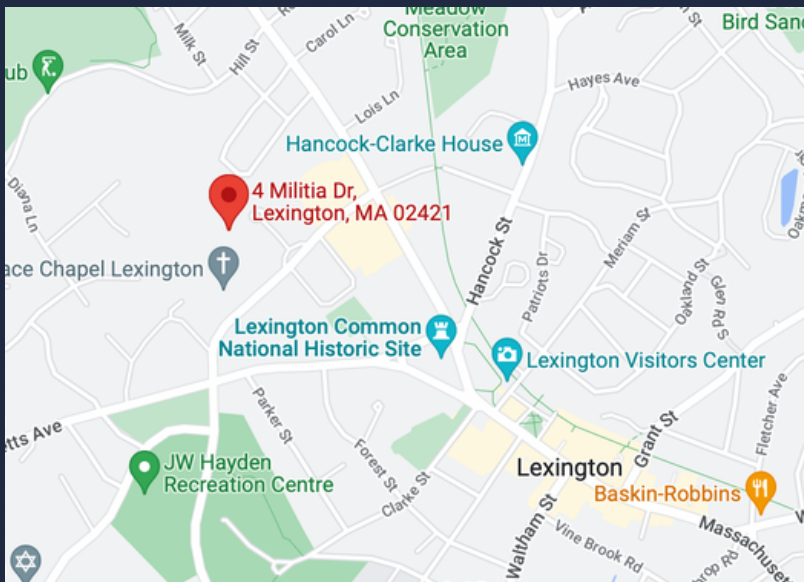 Meadow
Conservation
Area
Bird Sanc
Carol Ln
Milk St
Hill St
ub
Lois Ln
Hayes Ave
Hancock-Clarke House
Diana Ln
4 Militia Dr,
Lexington, MA 02421
ace Chapel Lexington
Hancock St
Meriam St
Patriots Dr
Oakland St
Glen Rd S
Lexington Common
National Historic Site
Lexington Visitors Center
etts Ave
Parker St
Forest St
Clarke St
Grant St
Fletcher Ave
JW Hayden
Recreation Centre
Lexington
Baskin-Robbins
Waltham St
Vine Brook Rd
Massachuse